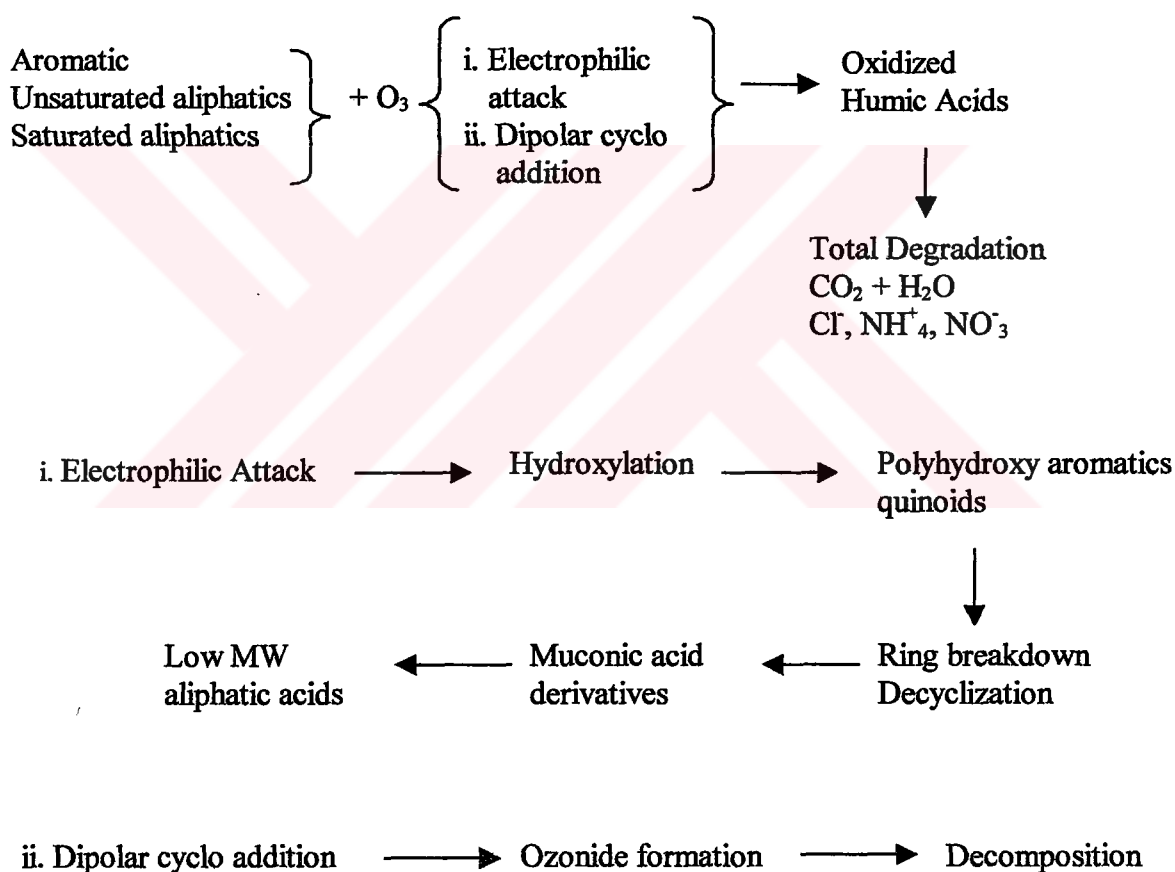 Aromatic
Unsaturated aliphatics
Saturated aliphatics
+ O₃
i. Electrophilic
attack
ii. Dipolar cyclo
addition
Oxidized
Humic Acids
Total Degradation
CO₂ + H₂O
Cl⁻, NH⁺₄, NO⁻₃
i. Electrophilic Attack
Hydroxylation
Polyhydroxy aromatics
quinoids
Ring breakdown
Decyclization
Muconic acid
derivatives
Low MW
aliphatic acids
ii. Dipolar cyclo addition
Ozonide formation
Decomposition